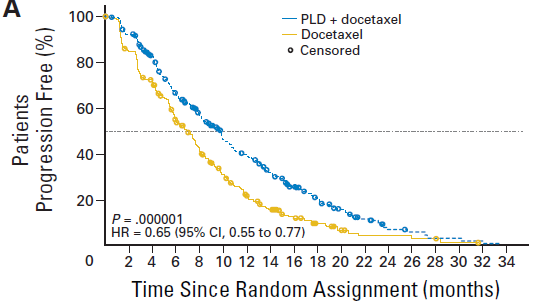 A
Patients
Progression Free (%)
100
80
60
40
20
0
PLD + docetaxel
Docetaxel
Censored
P = .000001
HR = 0.65 (95% CI, 0.55 to 0.77)
2 4 6 8 10 12 14 16 18 20 22 24 26 28 30 32 34
Time Since Random Assignment (months)